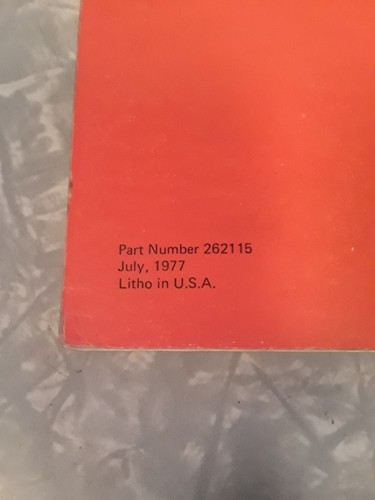 Part Number 262115
July, 1977
Litho in U.S.A.